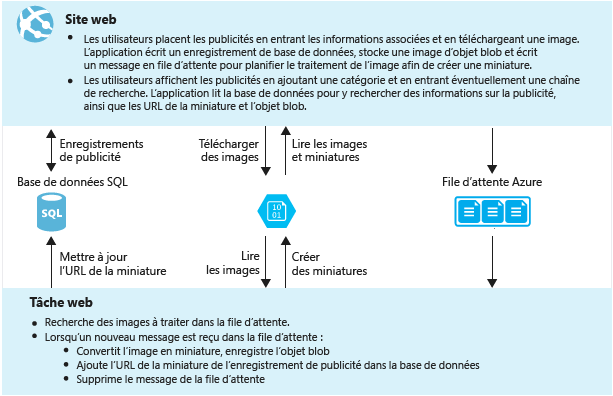 Site web
Les utilisateurs placent les publicités en entrant les informations associées et en téléchargeant une image.
L'application écrit un enregistrement de base de données, stocke une image d'objet blob et écrit
un message en file d'attente pour planifier le traitement de l'image afin de créer une miniature.
Les utilisateurs affichent les publicités en ajoutant une catégorie et en entrant éventuellement une chaîne
de recherche. L'application lit la base de données pour y rechercher des informations sur la publicité,
ainsi que les URL de la miniature et l'objet blob.
Enregistrements
de publicité
Télécharger
des images
Lire les images
et miniatures
Base de données SQL
File d'attente Azure
SQL
10
01
Mettre à jour
l'URL de la miniature
Lire
les images
Créer
des miniatures
Tâche web
Recherche des images à traiter dans la file d'attente.
Lorsqu'un nouveau message est reçu dans la file d'attente :
Convertit l'image en miniature, enregistre l'objet blob
Ajoute l'URL de la miniature de l'enregistrement de publicité dans la base de données
Supprime le message de la file d'attente